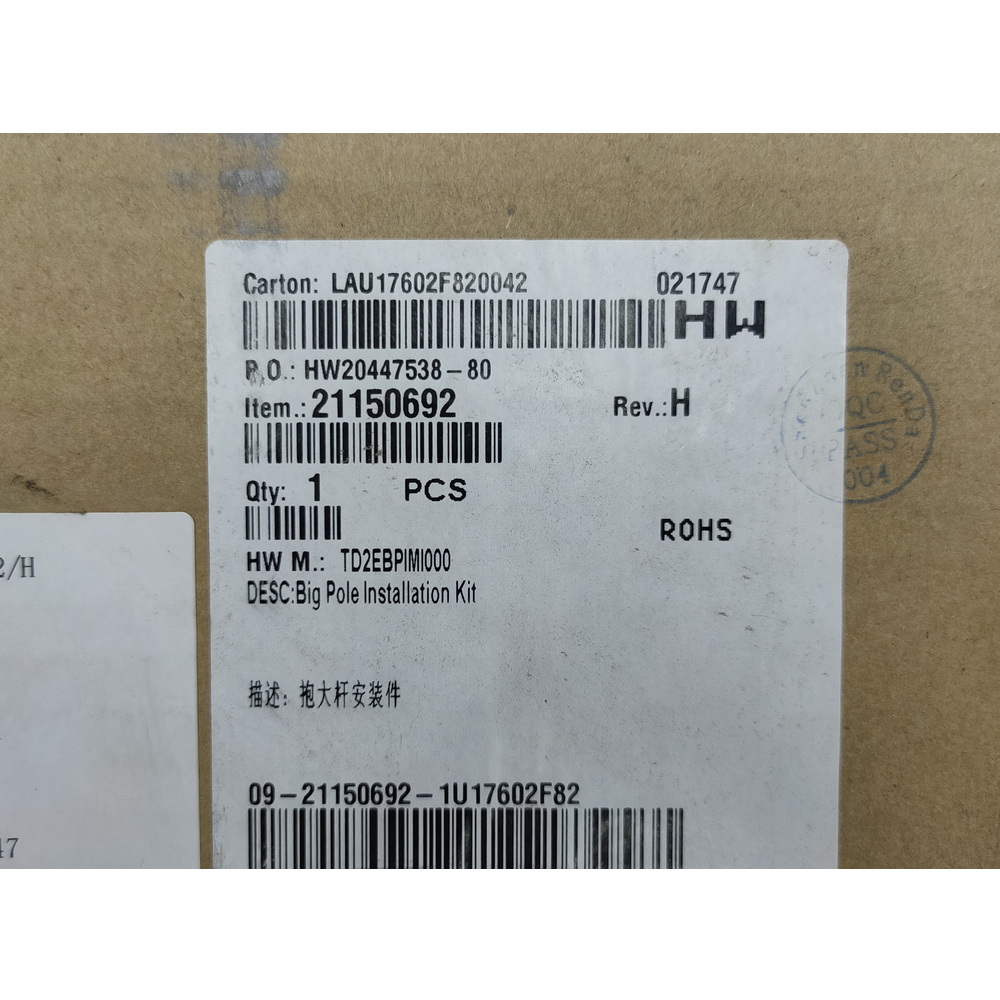 Carton: LAU17602F820042 021747
HW
P.O.: HW20447538-80
Item.: 21150692 Rev.: H
Qty: 1 PCS
ROHS
HW M.: TD2EBPIMI000
DESC:Big Pole Installation Kit
描述: 抱大杆安装件
09-21150692-1U17602F82
2/H
47
QC
PASS
004